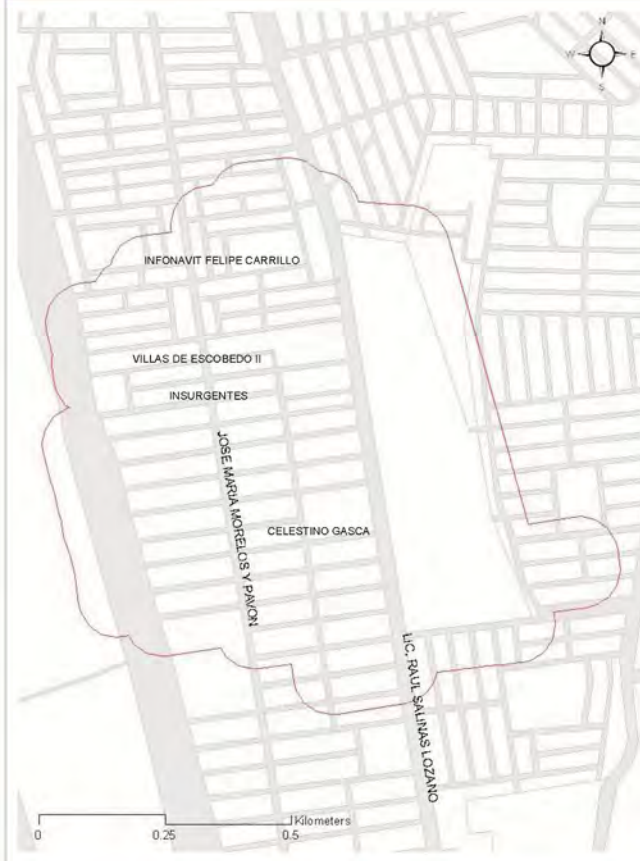 N
W E
S
INFONAVIT FELIPE CARRILLO
VILLAS DE ESCOBEDO II
INSURGENTES
JOSE MARIA MORELOS Y PAVON
CELESTINO GASCA
LIC. RAUL SALINAS LOZANO
Kilometers
0 0.25 0.5